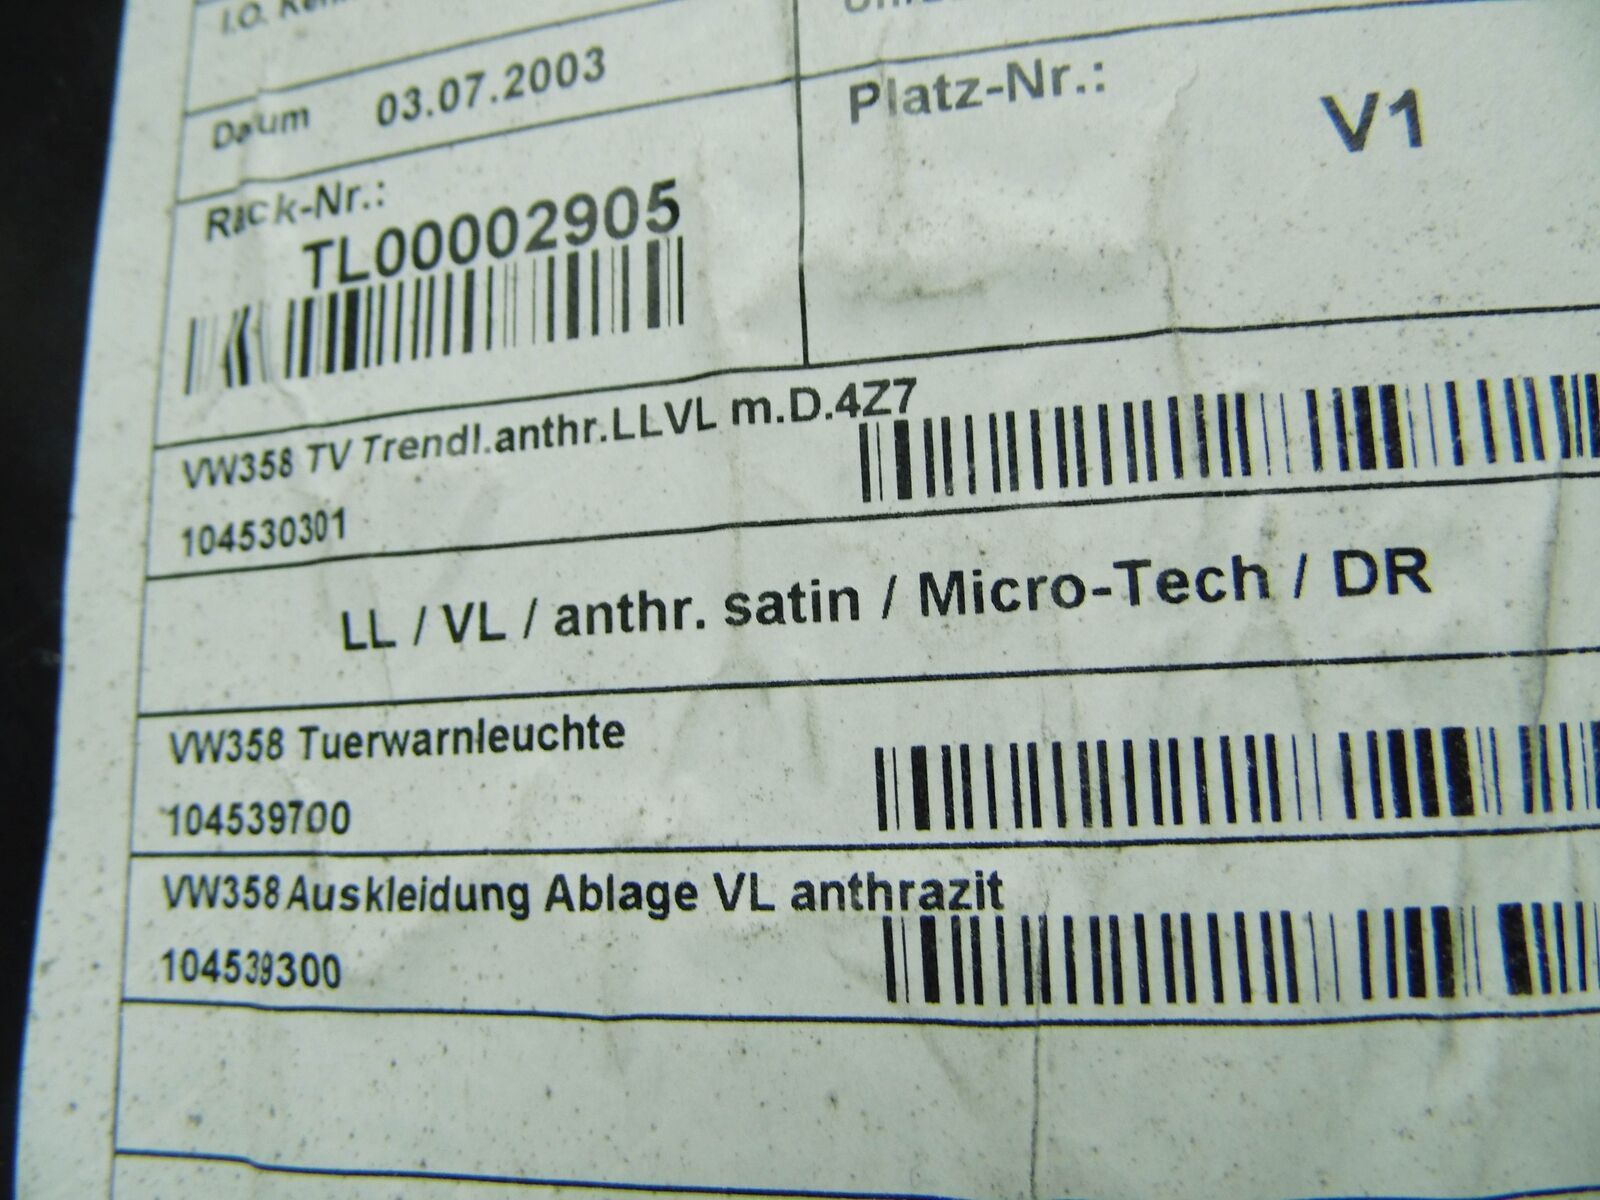 I.O.
Datum 03.07.2003
Platz-Nr.: V1
Rack-Nr.:
TL00002905
VW358 TV Trendl.anthr.LLVL m.D.4Z7
104530301
LL / VL / anthr. satin / Micro-Tech / DR
VW358 Tuerwarnleuchte
104539700
VW358 Auskleidung Ablage VL anthrazit
104539300